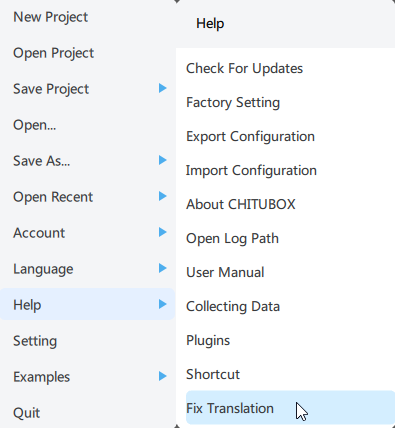 New Project
Open Project
Save Project
Open...
Save As...
Open Recent
Account
Language
Help
Setting
Examples
Quit
Help
Check For Updates
Factory Setting
Export Configuration
Import Configuration
About CHITUBOX
Open Log Path
User Manual
Collecting Data
Plugins
Shortcut
Fix Translation